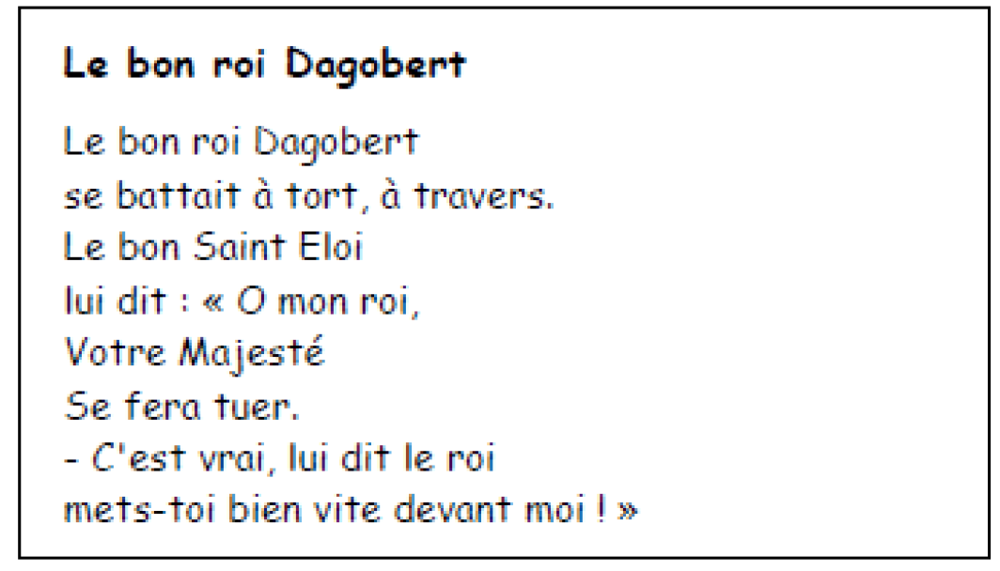 Le bon roi Dagobert
Le bon roi Dagobert
se battait à tort, à travers.
Le bon Saint Eloi
lui dit : « O mon roi,
Votre Majesté
Se fera tuer.
- C'est vrai, lui dit le roi
mets-toi bien vite devant moi ! »